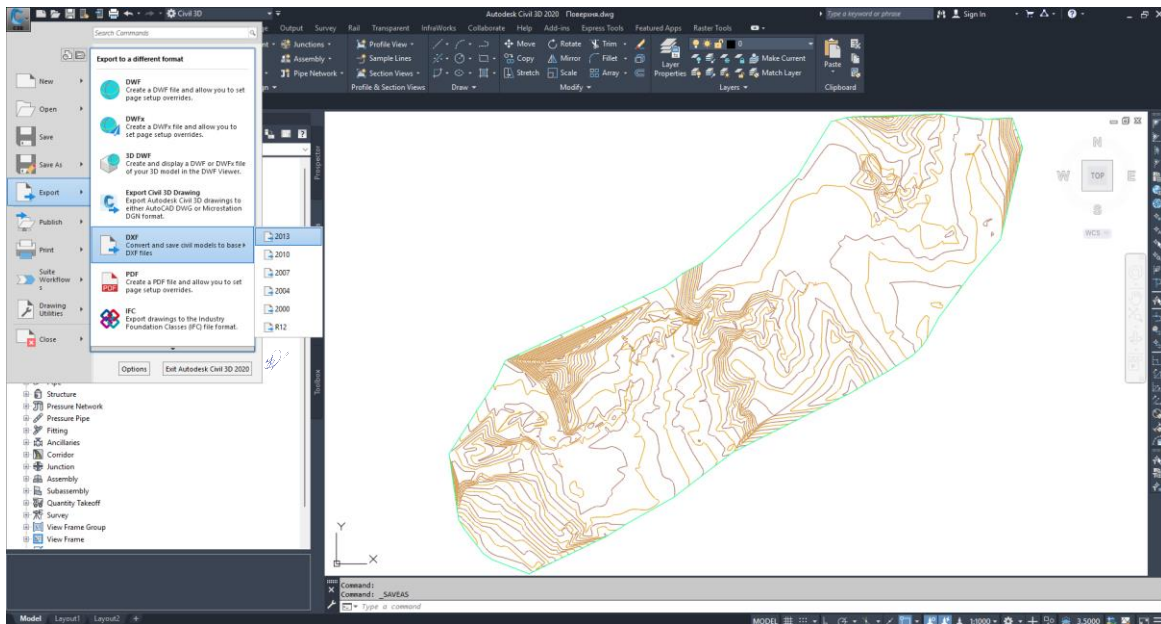 Civil 3D
Autodesk Civil 3D 2020 Поверхня.dwg
Type a keyword or phrase
Sign In
Output Survey Rail Transparent InfraWorks Collaborate Help Add-ins Express Tools Featured Apps Raster Tools
Search Commands
Export to a different format
New
Open
Save
Save As
Export
Publish
Print
Suite
Workflow
s
Drawing
Utilities
Close
DWF
Create a DWF file and allow you to set
page setup overrides.
DWFx
Create a DWFx file and allow you to
set page setup overrides.
3D DWF
Create and display a DWF or DWFx file
of your 3D model in the DWF Viewer.
Export Civil 3D Drawing
Export Autodesk Civil 3D drawings to
either AutoCAD DWG or Microstation
DGN format.
DXF
Convert and save civil models to base
DXF files
PDF
Create a PDF file and allow you to set
page setup overrides.
IFC
Export drawings to the Industry
Foundation Classes (IFC) file format.
2013
2010
2007
2004
2000
R12
Options
Exit Autodesk Civil 3D 2020
Junctions
Assembly
Pipe Network
Profile View
Sample Lines
Section Views
Profile & Section Views
Draw
Move Rotate Trim
Copy Mirror Fillet
Stretch Scale Array
Modify
Layer
Properties
0
Make Current
Match Layer
Layers
Paste
Clipboard
Prospector
Toolbox
Structure
Pressure Network
Pressure Pipe
Fitting
Ancillaries
Corridor
Junction
Assembly
Subassembly
Quantity Takeoff
Survey
View Frame Group
View Frame
N
W TOP E
S
WCS
Y
X
Command:
Command: _SAVEAS
Type a command
Model Layout1 Layout2 +
MODEL
1:1000
3.5000